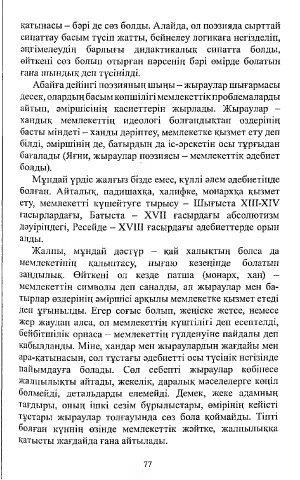 қатынасы – бәрі де сөз болды. Алайда, ол поэзияда сырттай
сипаттау басым түсіп жатты, бейнелеу логикаға негізделіп,
әңгімелеудің барлығы дидактикалық сипатта болды,
өйткені сөз болып отырған нәрсенің бәрі өмірде болатын
ғана шындық деп түсінілді.
Абайға дейінгі поэзияның шыңы – жыраулар шығармасы
десек, олардың басым көпшілігі мемлекеттік проблемаларды
айтып, әміршісінің қасиеттерін жырлады. Жыраулар –
хандық мемлекеттің идеологі болғандықтан өздерінің
басты міндеті – ханды дәріптеу, мемлекетке қызмет ету деп
білді, әміршінің де, батырдың да іс-әрекетін осы тұрғыдан
бағалады (Яғни, жыраулар поэзиясы – мемлекеттік әдебиет
болды).
Мұндай үрдіс жалғыз бізде емес, күллі әлем әдебиетінде
болған. Айталық, падишахқа, халифке, монархқа қызмет
ету, мемлекетті күшейтуге тырысу – Шығыста XIII-XIV
ғасырлардағы, Батыста – XVII ғасырдағы абсолютизм
дәуіріндегі, Ресейде – XVIII ғасырдағы әдебиеттерде орын
алды.
Жалпы, мұндай дәстүр – қай халықтың болса да
мемлекетінің қалыптасу, нығаю кезеңінде болатын
заңдылық. Өйткені ол кезде патша (монарх, хан) –
мемлекеттің символы деп саналды, ал жыраулар мен ба-
тырлар өздерінің әміршісі арқылы мемлекетке қызмет етеді
деп ұғынылды. Егер соғыс болып, жеңіске жетсе, немесе
жер жаулап алса, ол мемлекеттің күштілігі деп есептелді,
бейбітшілік орнаса – мемлекеттің гүлденуіне пайдалы деп
қабылданды. Міне, хандар мен жыраулардың жағдайы мен
ара-қатынасын, сол тұстағы әдебиетті осы түсінік негізінде
пайымдауға болады. Сол себепті жыраулар көбінесе
жалпылықты айтады, жекелік, даралық мәселелерге көңіл
болмейді, детальдарды елемейді. Демек, жеке адамның
тағдыры, оның ішкі сезім бұрылыстары, өмірінің кейісті
тұстары жыраулар толғауында сөз бола қоймайды. Тіпті
болған күннің өзінде мемлекеттік жәйтке, жалпылыққа
қатысты жағдайда ғана айтылады.
77